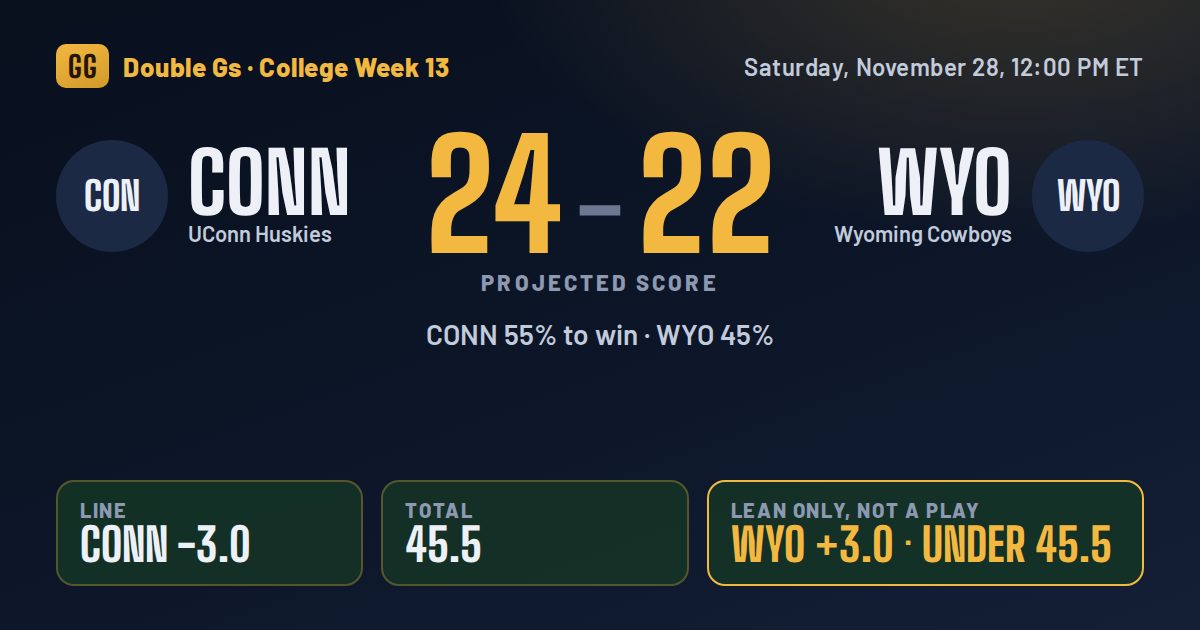 GG Double Gs · College Week 13
Saturday, November 28, 12:00 PM ET
CON
CONN
UConn Huskies
24 – 22
PROJECTED SCORE
CONN 55% to win · WYO 45%
WYO
Wyoming Cowboys
WYO
LINE
CONN −3.0
TOTAL
45.5
LEAN ONLY, NOT A PLAY
WYO +3.0 · UNDER 45.5